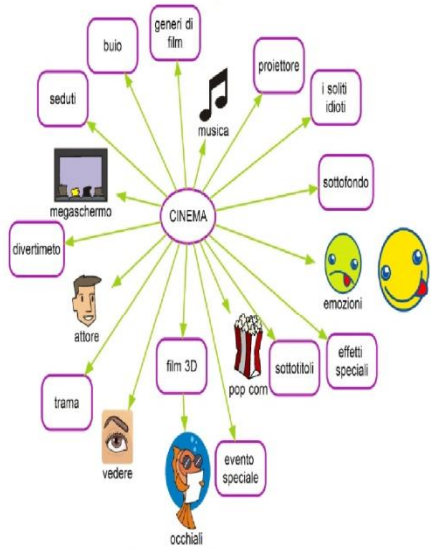 generi di
film
buio
proiettore
seduti
musica
i soliti
idioti
megaschermo
CINEMA
sottofondo
divertimeto
emozioni
attore
film 3D
pop corn
sottotitoli
effetti
speciali
trama
vedere
evento
speciale
occhiali